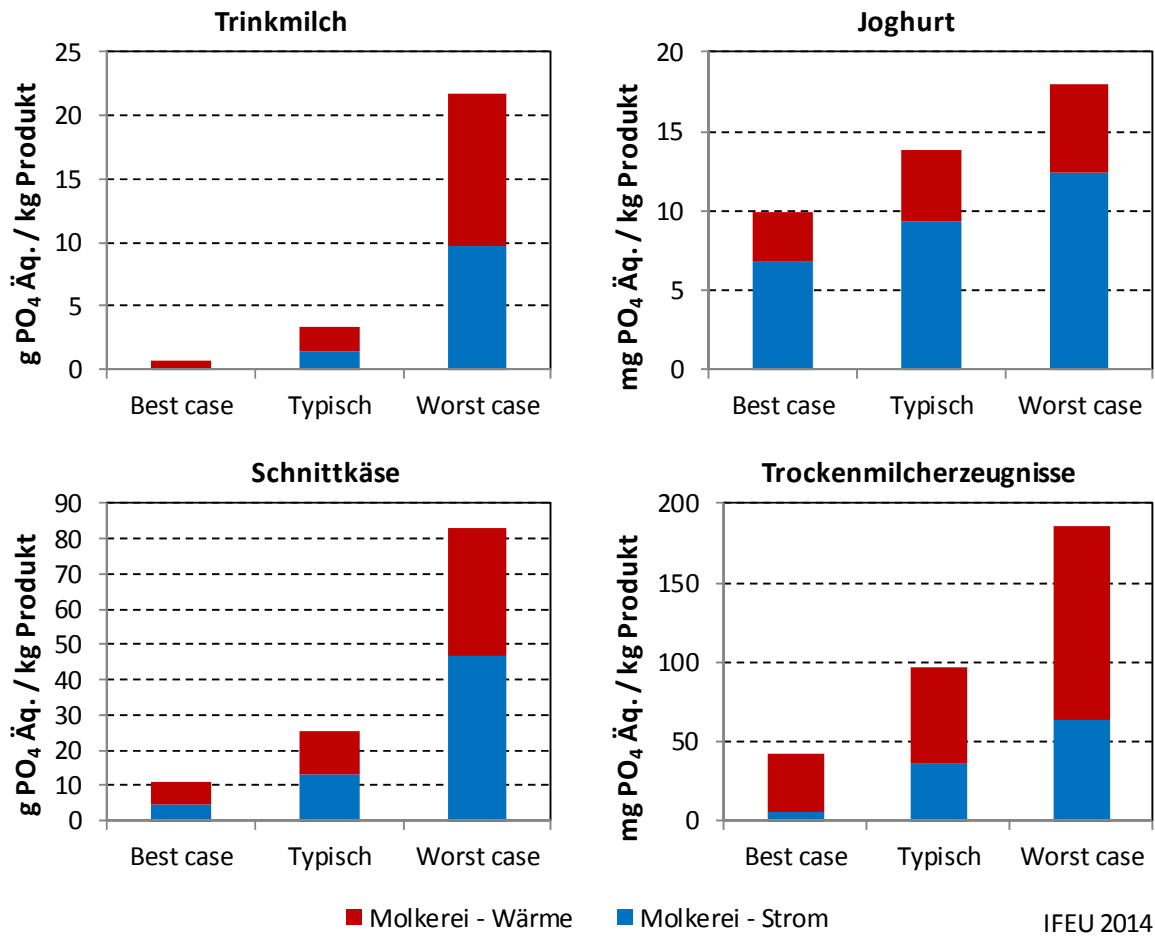 Trinkmilch
g PO₄ Äq. / kg Produkt
25
20
15
10
5
0
Best case Typisch Worst case
Joghurt
mg PO₄ Äq. / kg Produkt
20
15
10
5
0
Best case Typisch Worst case
Schnittkäse
g PO₄ Äq. / kg Produkt
90
80
70
60
50
40
30
20
10
0
Best case Typisch Worst case
Trockenmilcherzeugnisse
mg PO₄ Äq. / kg Produkt
200
150
100
50
0
Best case Typisch Worst case
Molkerei - Wärme Molkerei - Strom
IFEU 2014